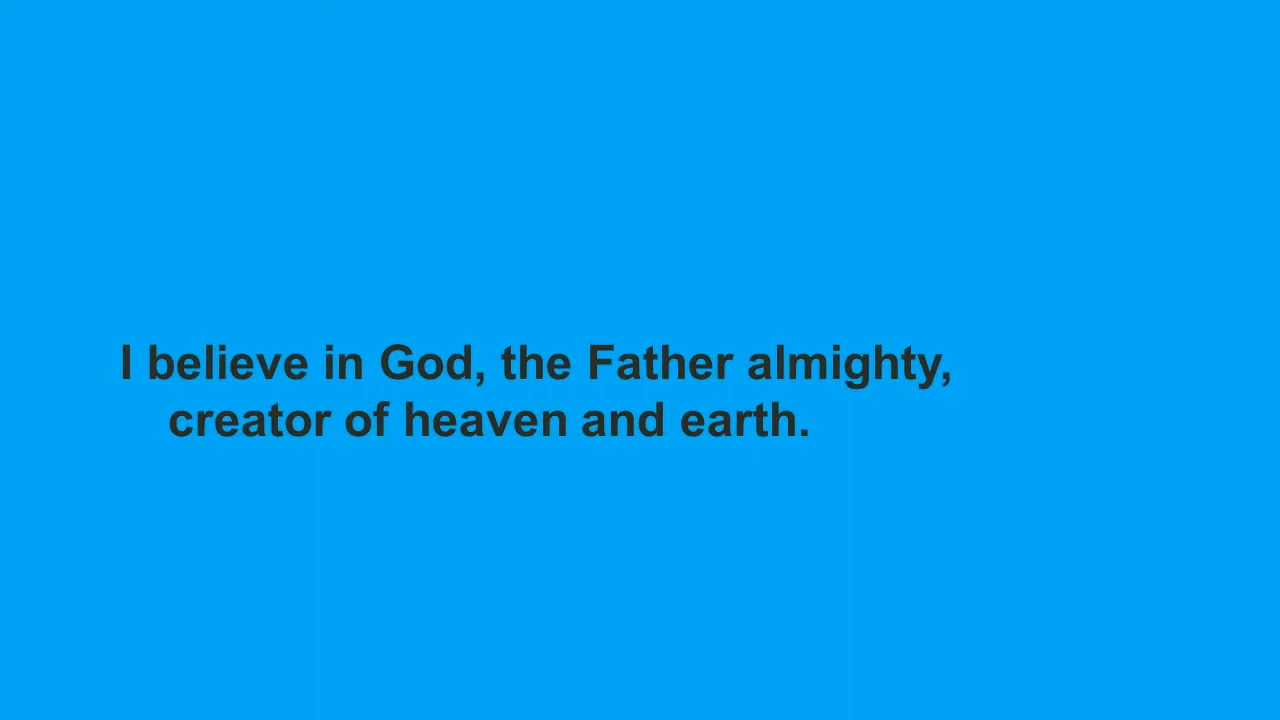 I believe in God, the Father almighty,
creator of heaven and earth.